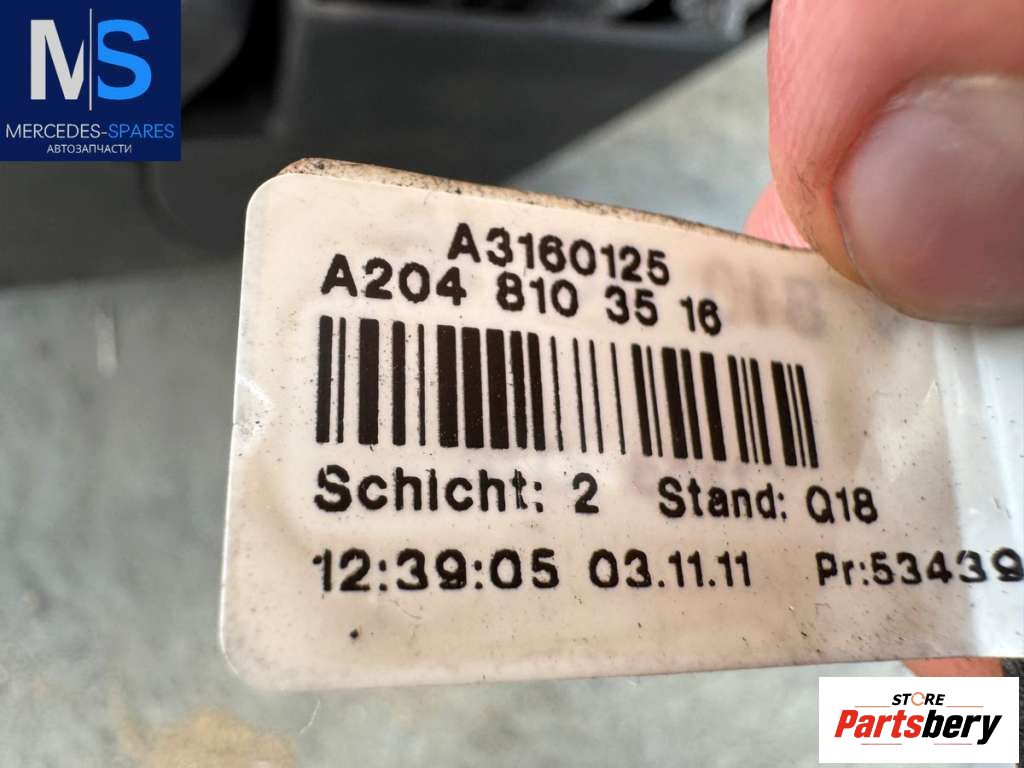 MS
MERCEDES-SPARES
АВТОЗАПЧАСТИ
A3160125
A204 810 35 16
Schicht: 2 Stand: Q18
12:39:05 03.11.11 Pr:53439
STORE
Partsbery